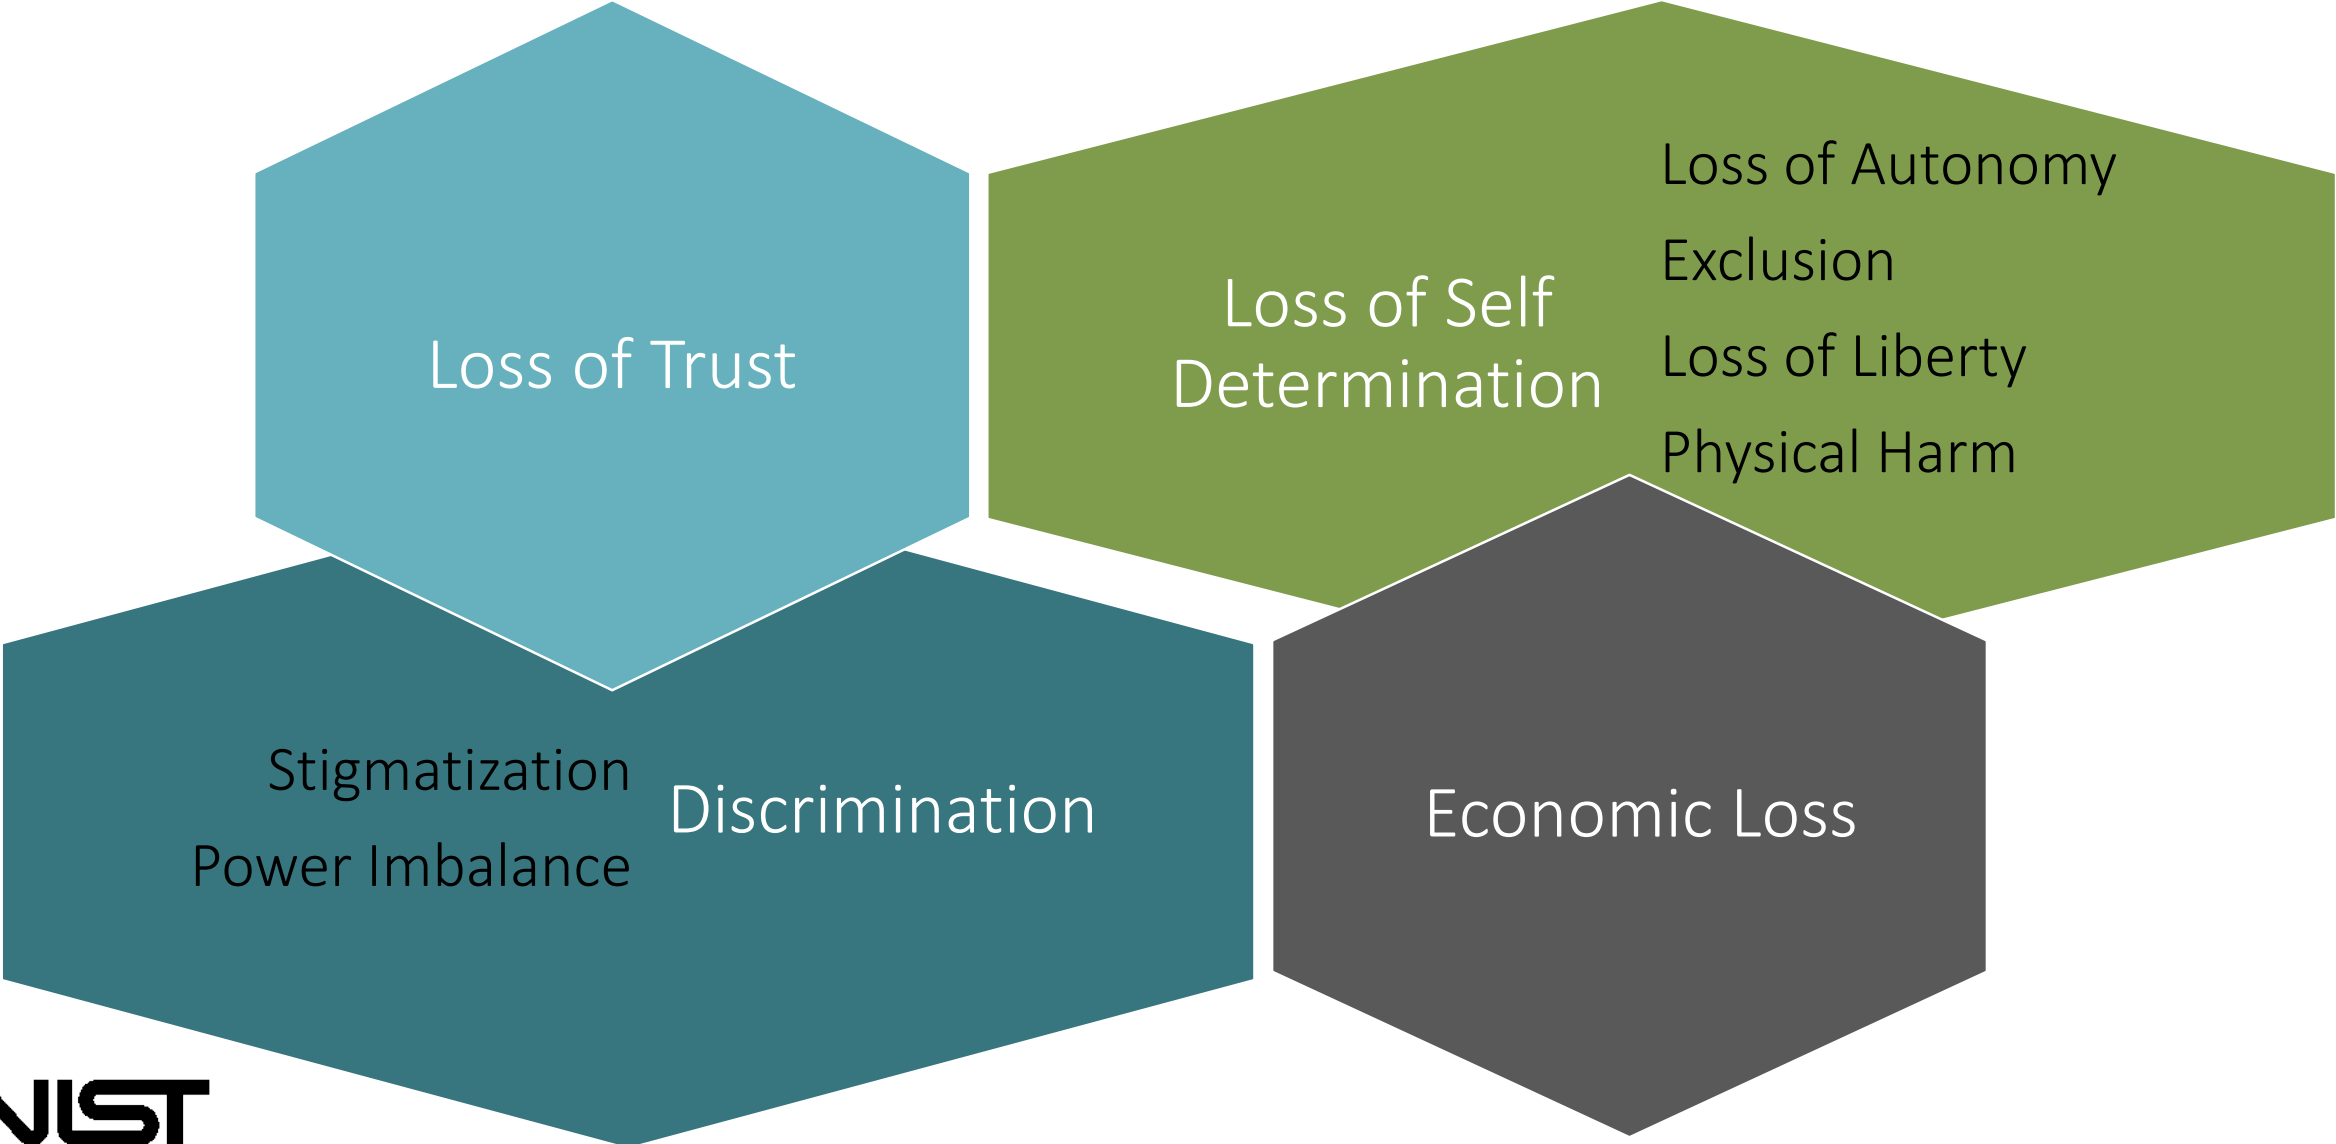 Loss of Trust
Loss of Self
Determination
Loss of Autonomy
Exclusion
Loss of Liberty
Physical Harm
Stigmatization
Power Imbalance
Discrimination
Economic Loss
NIST